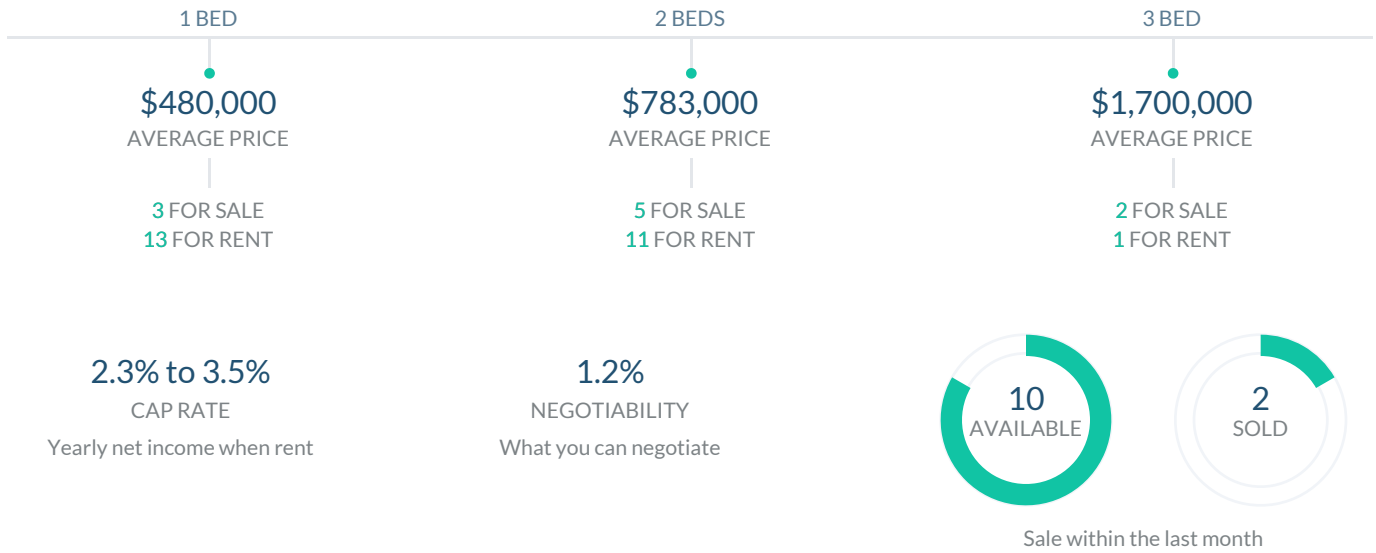 1 BED
2 BEDS
3 BED
$480,000
AVERAGE PRICE
3 FOR SALE
13 FOR RENT
$783,000
AVERAGE PRICE
5 FOR SALE
11 FOR RENT
$1,700,000
AVERAGE PRICE
2 FOR SALE
1 FOR RENT
2.3% to 3.5%
CAP RATE
Yearly net income when rent
1.2%
NEGOTIABILITY
What you can negotiate
10
AVAILABLE
2
SOLD
Sale within the last month